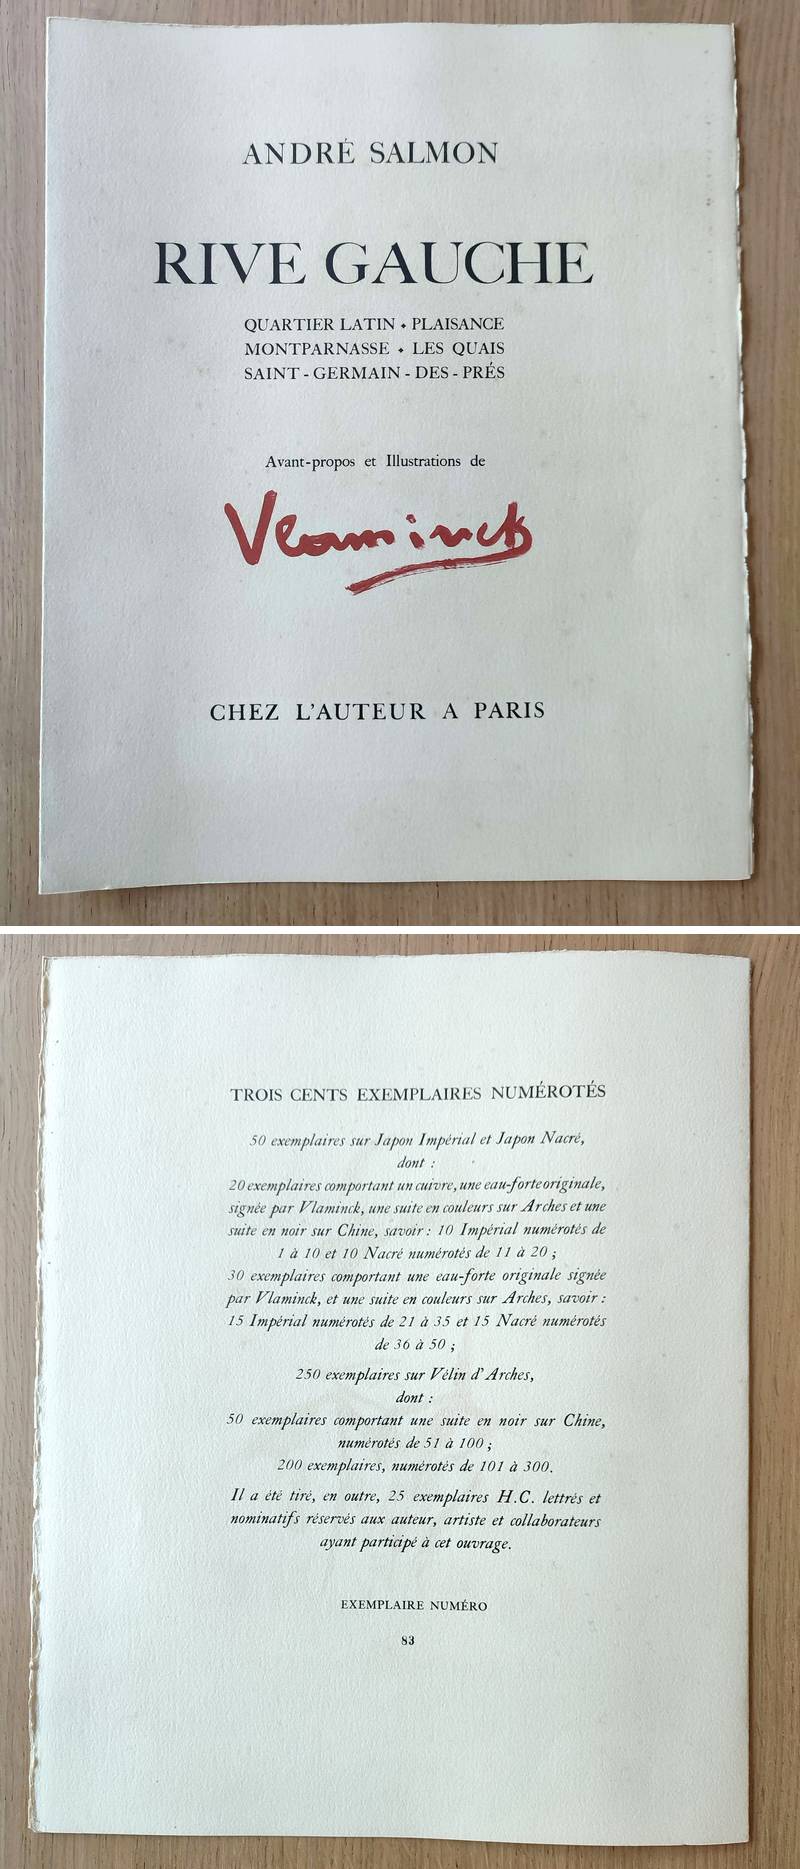 ANDRÉ SALMON
RIVE GAUCHE
QUARTIER LATIN • PLAISANCE
MONTPARNASSE • LES QUAIS
SAINT - GERMAIN - DES - PRÉS
Avant-propos et Illustrations de
Vlaminck
CHEZ L'AUTEUR A PARIS
TROIS CENTS EXEMPLAIRES NUMÉROTÉS
50 exemplaires sur Japon Impérial et Japon Nacré,
dont :
20 exemplaires comportant un cuivre, une eau-forte originale,
signée par Vlaminck, une suite en couleurs sur Arches et une
suite en noir sur Chine, savoir : 10 Impérial numérotés de
1 à 10 et 10 Nacré numérotés de 11 à 20 ;
30 exemplaires comportant une eau-forte originale signée
par Vlaminck, et une suite en couleurs sur Arches, savoir :
15 Impérial numérotés de 21 à 35 et 15 Nacré numérotés
de 36 à 50 ;
250 exemplaires sur Vélin d'Arches,
dont :
50 exemplaires comportant une suite en noir sur Chine,
numérotés de 51 à 100 ;
200 exemplaires, numérotés de 101 à 300.
Il a été tiré, en outre, 25 exemplaires H.C. lettrés et
nominatifs réservés aux auteur, artiste et collaborateurs
ayant participé à cet ouvrage.
EXEMPLAIRE NUMÉRO
83